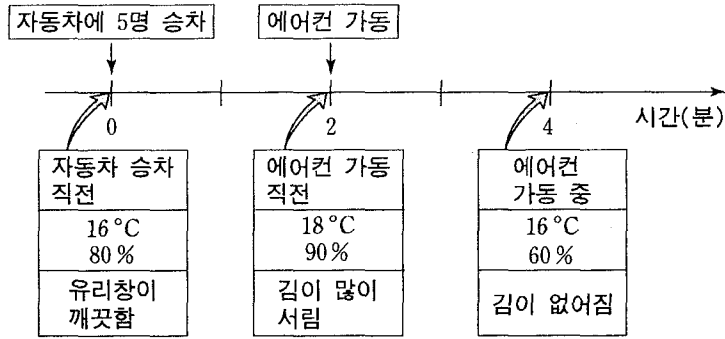 자동차에 5명 승차
에어컨 가동
0
2
4
시간(분)
자동차 승차
직전
16 °C
80 %
유리창이
깨끗함
에어컨 가동
직전
18 °C
90 %
김이 많이
서림
에어컨
가동 중
16 °C
60 %
김이 없어짐